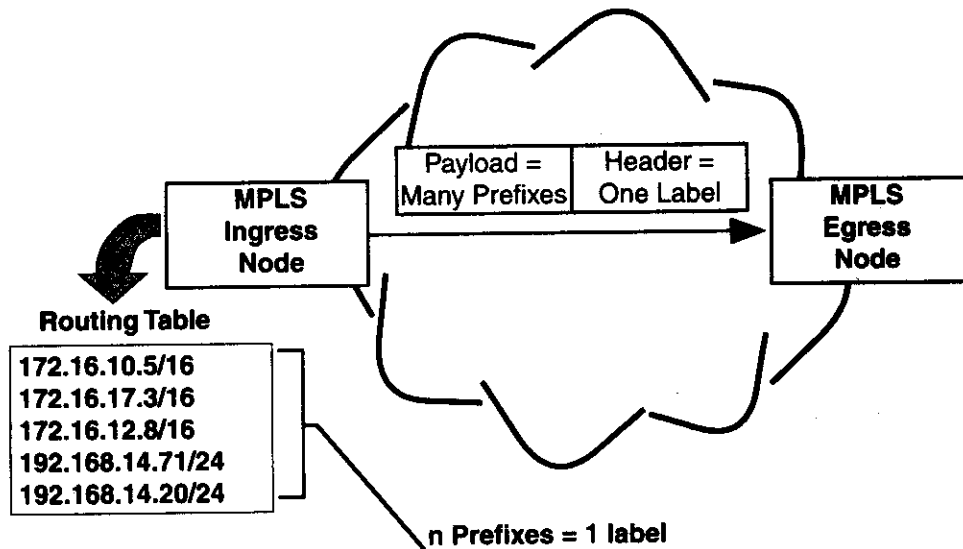 Payload =
Many Prefixes
Header =
One Label
MPLS
Ingress
Node
MPLS
Egress
Node
Routing Table
172.16.10.5/16
172.16.17.3/16
172.16.12.8/16
192.168.14.71/24
192.168.14.20/24
n Prefixes = 1 label